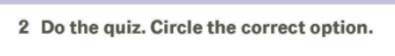 2 Do the quiz. Circle the correct option.